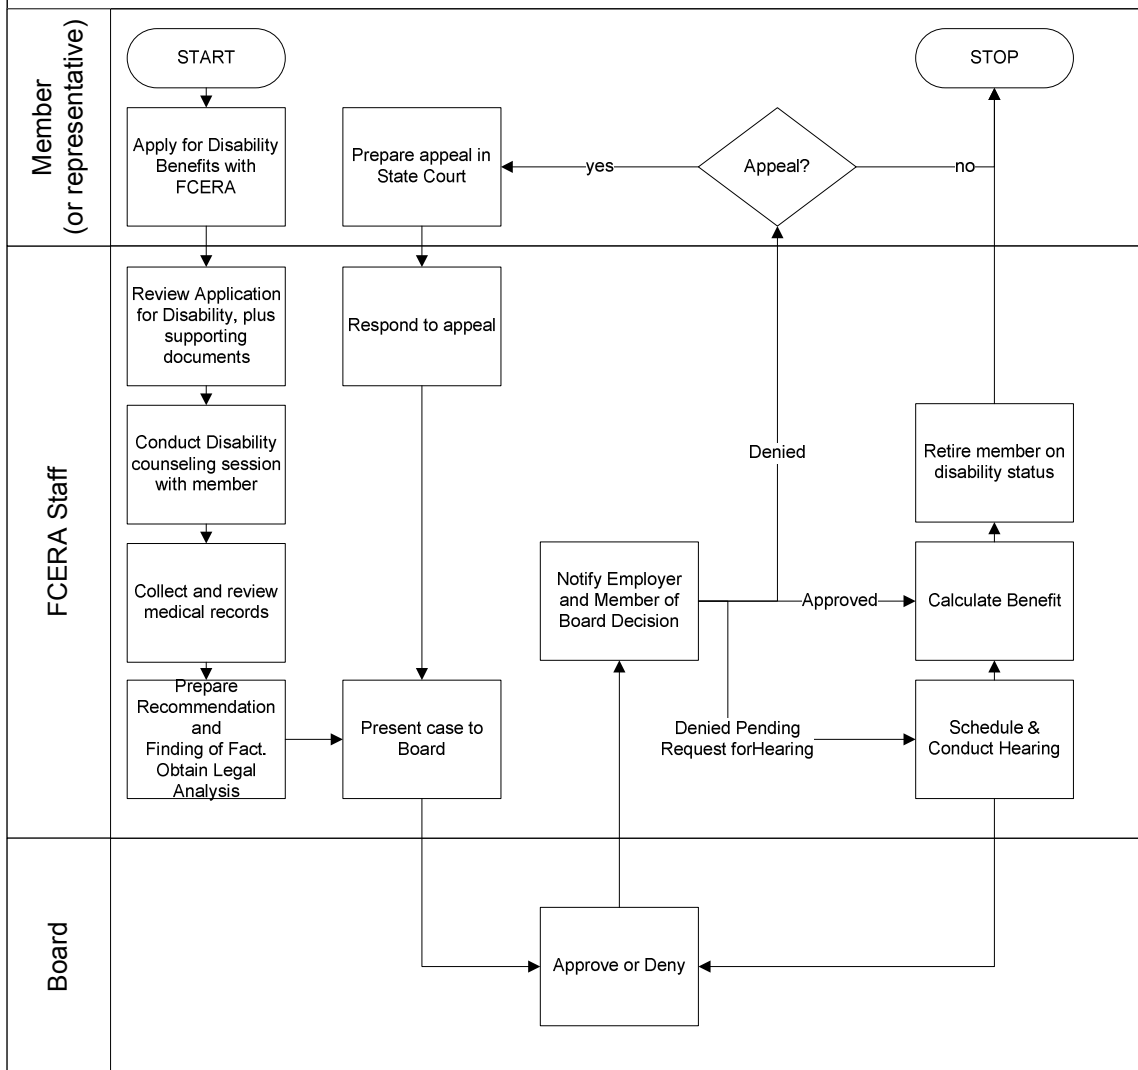 Member
(or representative)
START
Apply for Disability
Benefits with
FCERA
Prepare appeal in
State Court
yes
Appeal?
no
STOP
FCERA Staff
Review Application
for Disability, plus
supporting
documents
Conduct Disability
counseling session
with member
Collect and review
medical records
Prepare
Recommendation
and
Finding of Fact.
Obtain Legal
Analysis
Respond to appeal
Present case to
Board
Notify Employer
and Member of
Board Decision
Denied
Approved
Denied Pending
Request forHearing
Retire member on
disability status
Calculate Benefit
Schedule &
Conduct Hearing
Board
Approve or Deny